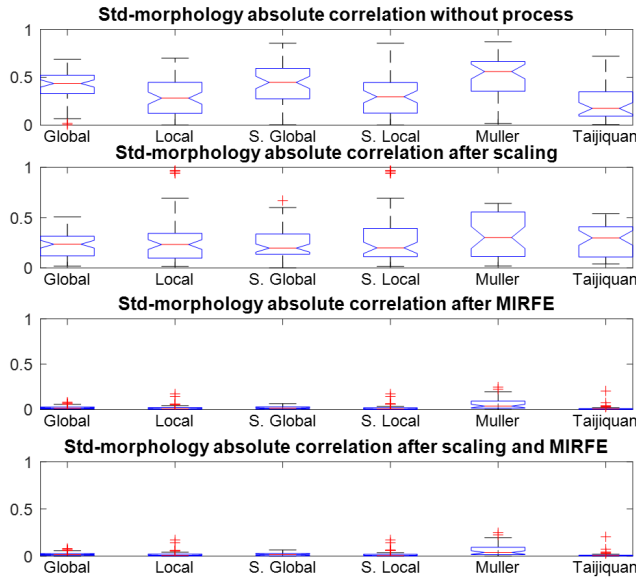 Std-morphology absolute correlation without process
1
0.5
0
Global Local S. Global S. Local Muller Taijiquan
Std-morphology absolute correlation after scaling
1
0.5
0
Global Local S. Global S. Local Muller Taijiquan
Std-morphology absolute correlation after MIRFE
1
0.5
0
Global Local S. Global S. Local Muller Taijiquan
Std-morphology absolute correlation after scaling and MIRFE
1
0.5
0
Global Local S. Global S. Local Muller Taijiquan